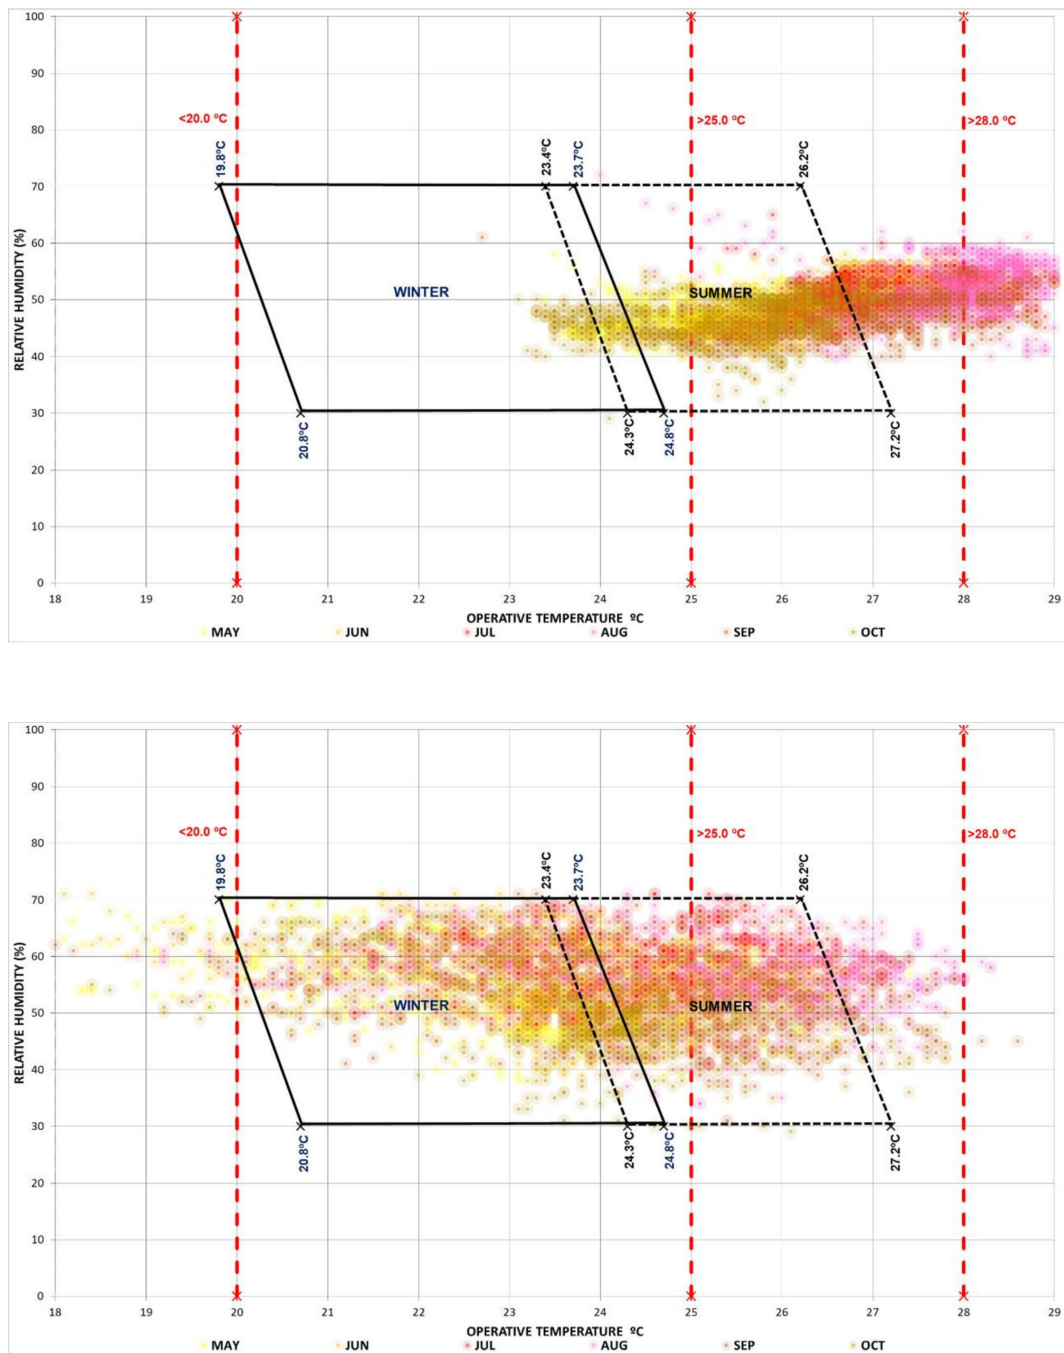 100
90
80
70
60
50
40
30
20
10
0
RELATIVE HUMIDITY (%)
<20.0 ºC
>25.0 ºC
>28.0 ºC
19.8ºC
23.4ºC
23.7ºC
26.2ºC
WINTER
SUMMER
20.8ºC
24.3ºC
24.8ºC
27.2ºC
18 19 20 21 22 23 24 25 26 27 28 29
OPERATIVE TEMPERATURE ºC
MAY JUN JUL AUG SEP OCT
100
90
80
70
60
50
40
30
20
10
0
RELATIVE HUMIDITY (%)
<20.0 ºC
>25.0 ºC
>28.0 ºC
19.8ºC
23.4ºC
23.7ºC
26.2ºC
WINTER
SUMMER
20.8ºC
24.3ºC
24.8ºC
27.2ºC
18 19 20 21 22 23 24 25 26 27 28 29
OPERATIVE TEMPERATURE ºC
MAY JUN JUL AUG SEP OCT